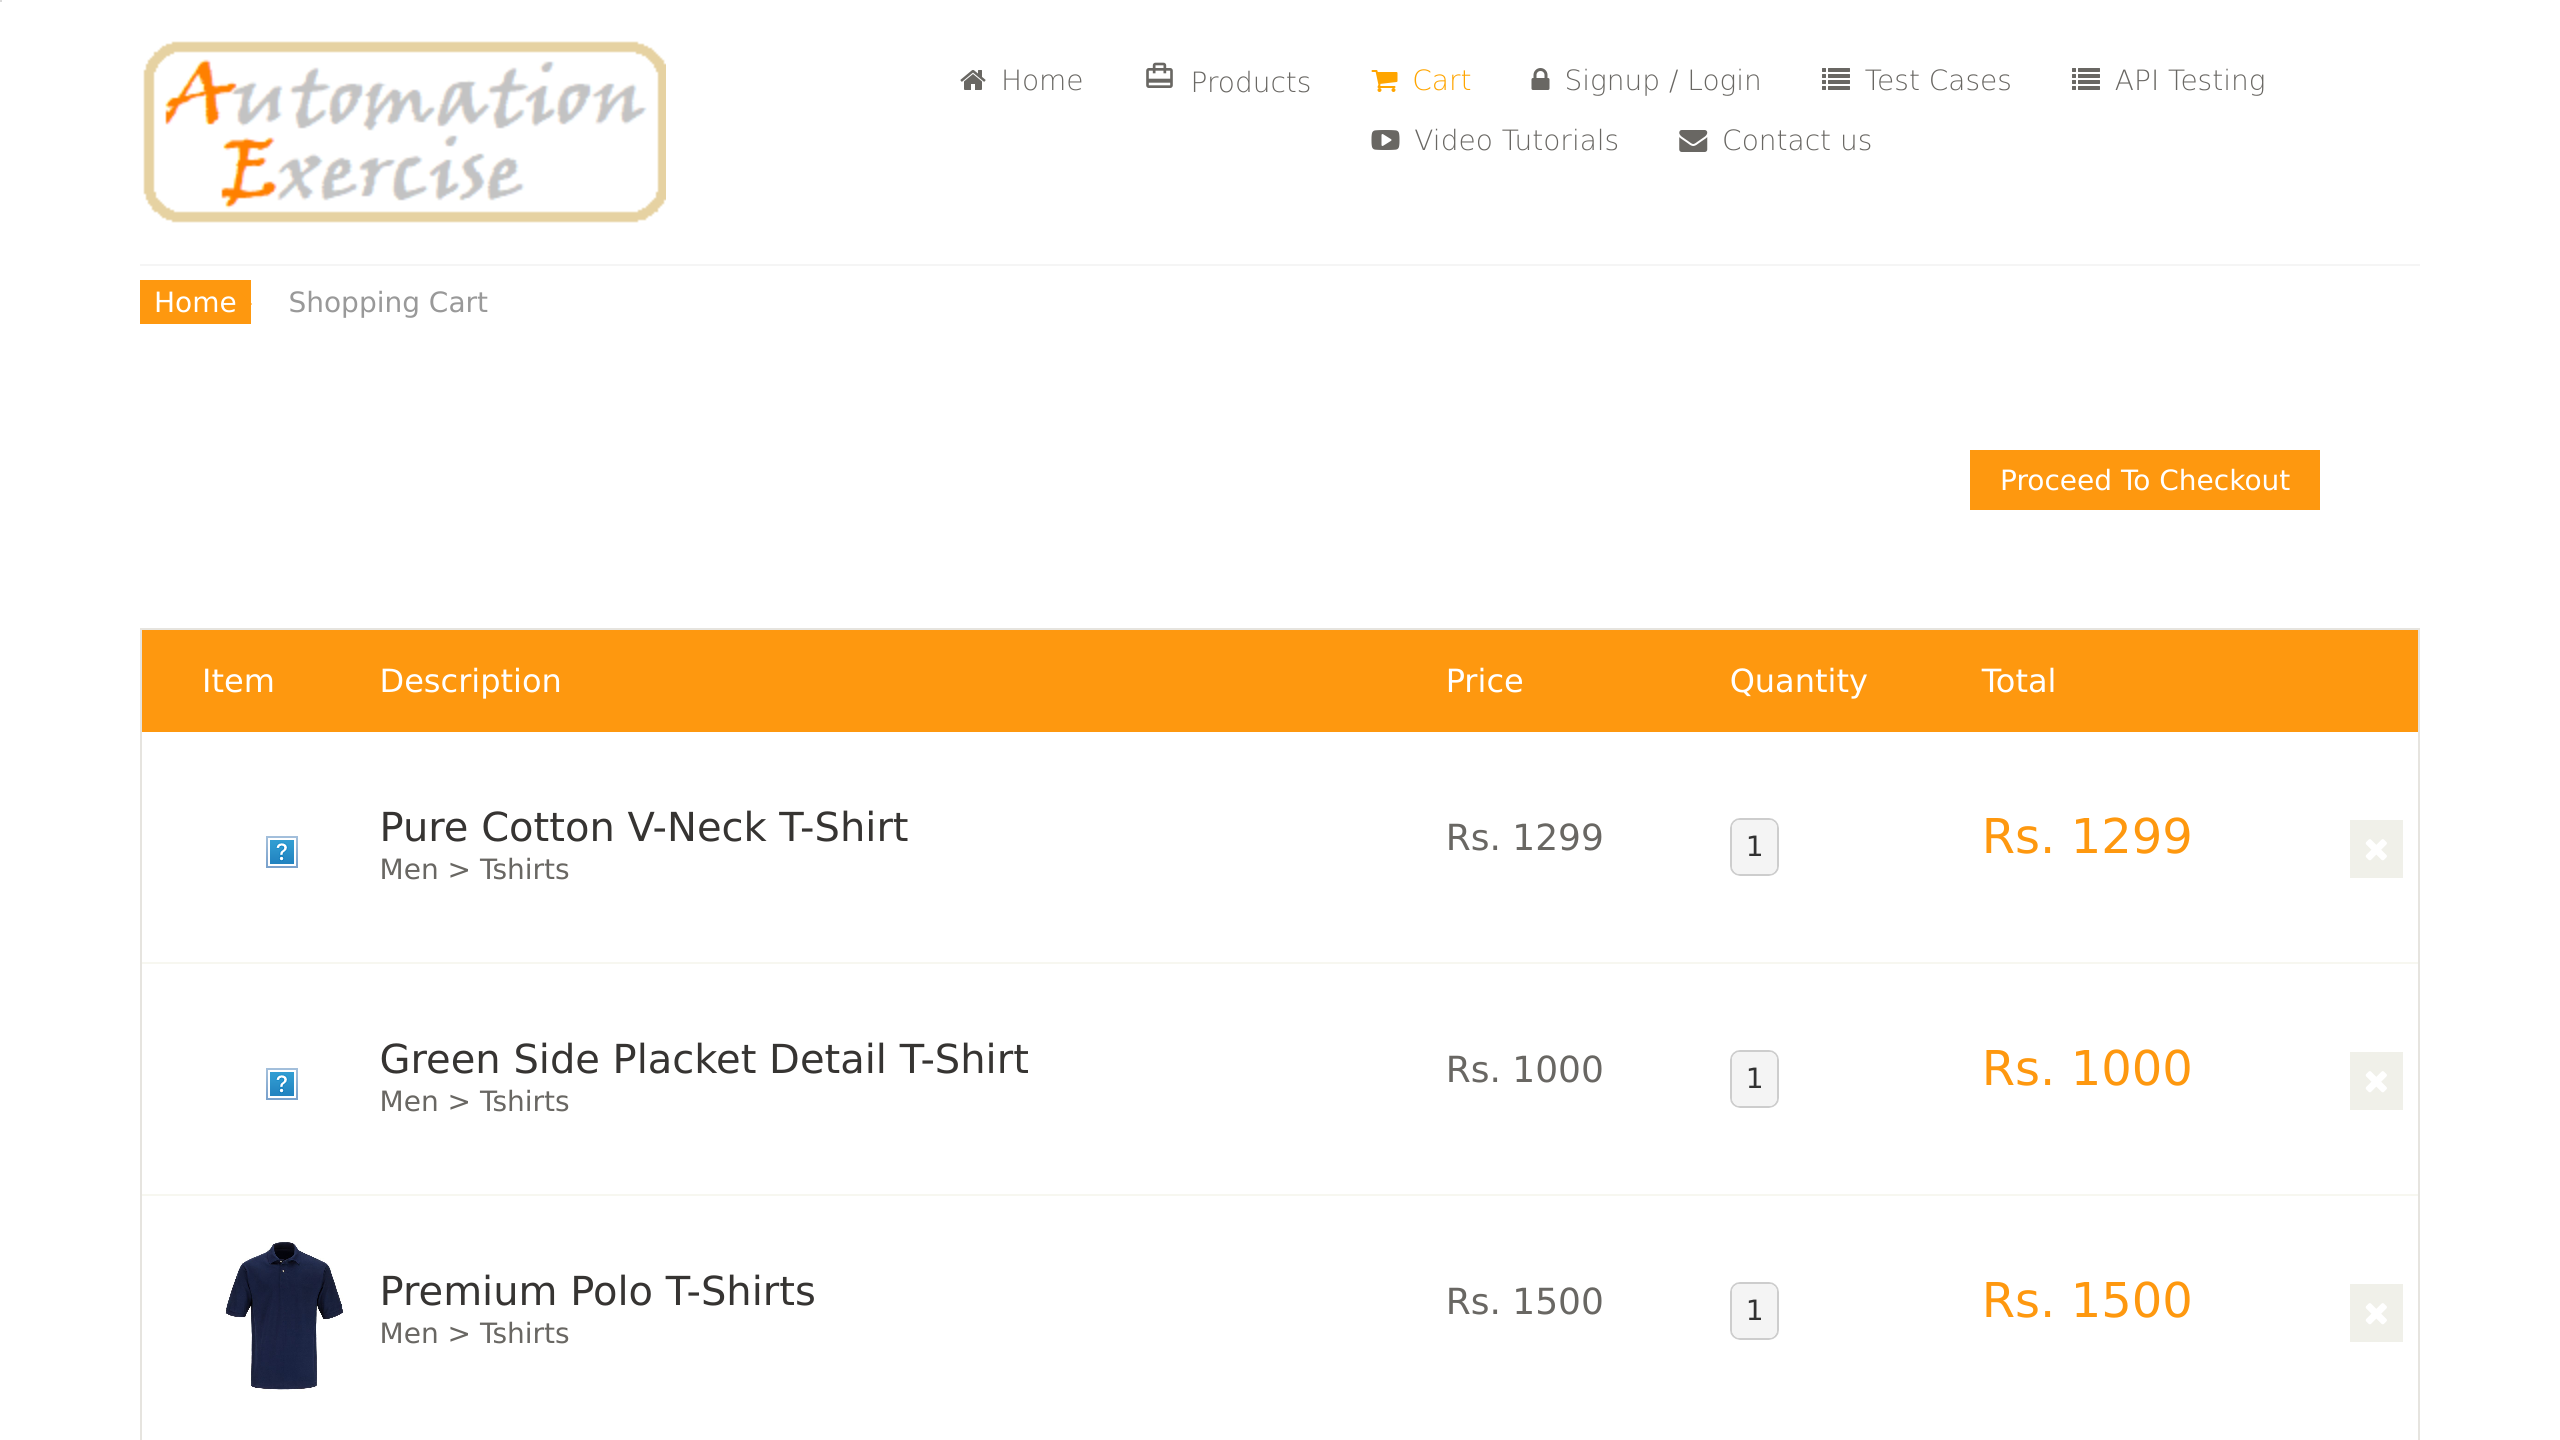 Automation
Exercise
Home Products Cart Signup / Login Test Cases API Testing
Video Tutorials Contact us
Home Shopping Cart
Proceed To Checkout
Item Description Price Quantity Total
Pure Cotton V-Neck T-Shirt
Men > Tshirts
Rs. 1299 1 Rs. 1299
Green Side Placket Detail T-Shirt
Men > Tshirts
Rs. 1000 1 Rs. 1000
Premium Polo T-Shirts
Men > Tshirts
Rs. 1500 1 Rs. 1500